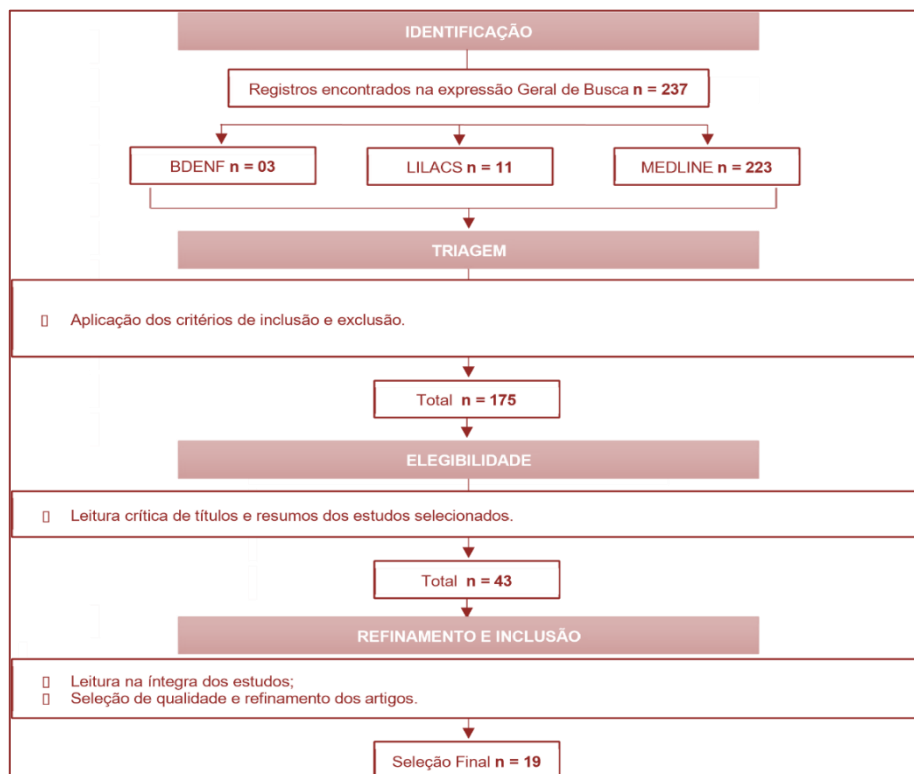 IDENTIFICAÇÃO
Registros encontrados na expressão Geral de Busca n = 237
BDENF n = 03
LILACS n = 11
MEDLINE n = 223
TRIAGEM
Aplicação dos critérios de inclusão e exclusão.
Total n = 175
ELEGIBILIDADE
Leitura crítica de títulos e resumos dos estudos selecionados.
Total n = 43
REFINAMENTO E INCLUSÃO
Leitura na íntegra dos estudos;
Seleção de qualidade e refinamento dos artigos.
Seleção Final n = 19